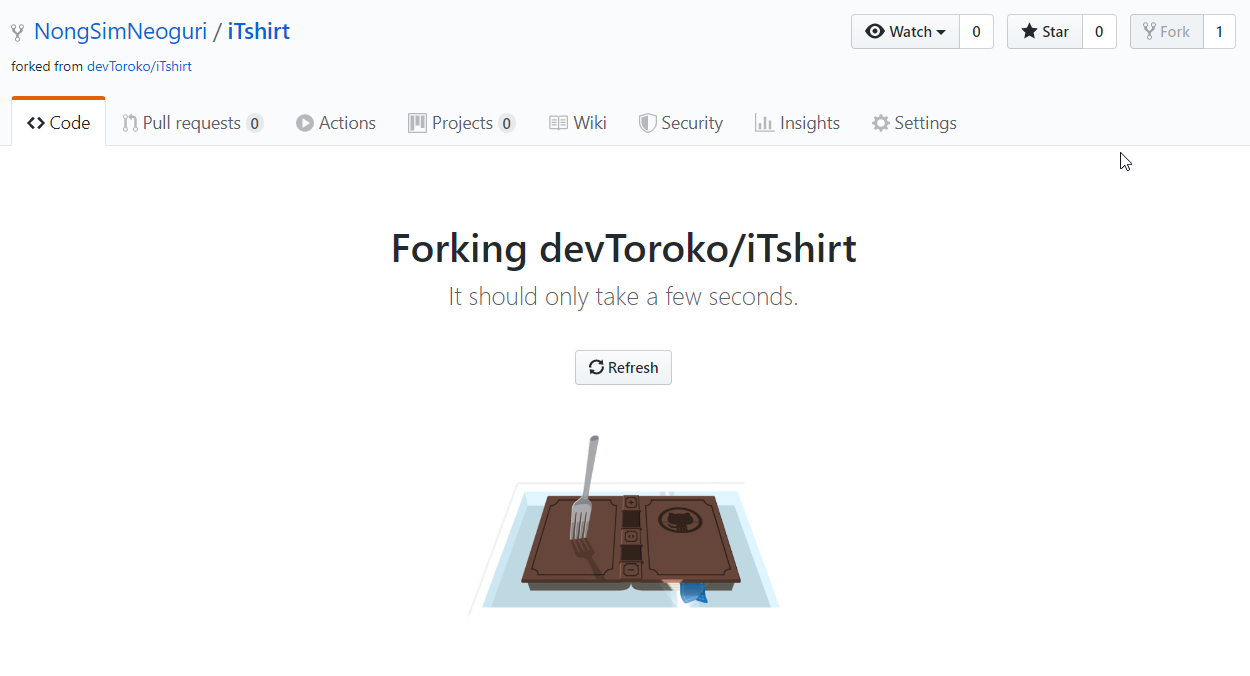 NongSimNeoguri / iTshirt
Watch 0
Star 0
Fork 1
forked from devToroko/iTshirt
Code
Pull requests 0
Actions
Projects 0
Wiki
Security
Insights
Settings
Forking devToroko/iTshirt
It should only take a few seconds.
Refresh